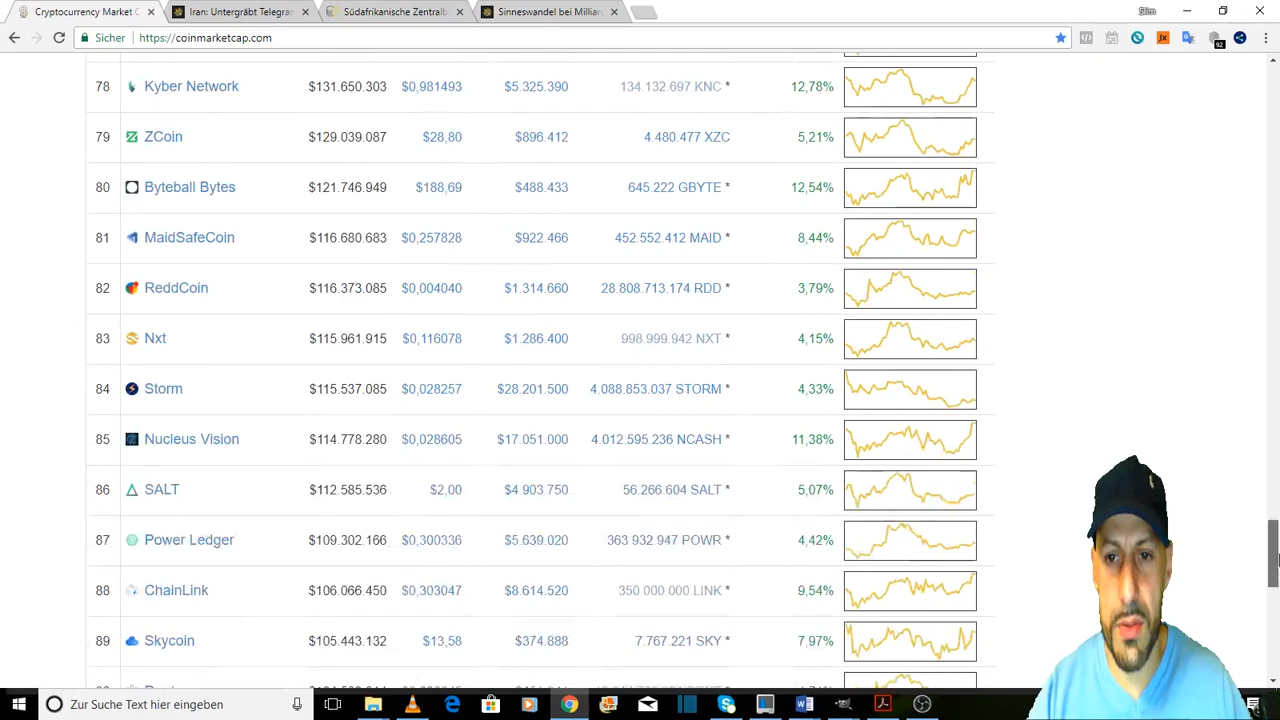 Cryptocurrency Market C
Iran: Untergräbt Telegran
Südafrikanische Zentralb
Sinneswandel bei Milliar
Slim
Sicher
https://coinmarketcap.com
92
78 Kyber Network $131.650.303 $0,981493 $5.325.390 134.132.697 KNC * 12,78%
79 ZCoin $129.039.087 $28,80 $896.412 4.480.477 XZC 5,21%
80 Byteball Bytes $121.746.949 $188,69 $488.433 645.222 GBYTE * 12,54%
81 MaidSafeCoin $116.680.683 $0,257828 $922.466 452.552.412 MAID * 8,44%
82 ReddCoin $116.373.085 $0,004040 $1.314.660 28.808.713.174 RDD * 3,79%
83 Nxt $115.961.915 $0,116078 $1.286.400 998.999.942 NXT * 4,15%
84 Storm $115.537.085 $0,028257 $28.201.500 4.088.853.037 STORM * 4,33%
85 Nucleus Vision $114.778.280 $0,028605 $17.051.000 4.012.595.236 NCASH * 11,38%
86 SALT $112.585.536 $2,00 $4.903.750 56.266.604 SALT * 5,07%
87 Power Ledger $109.302.166 $0,300336 $5.639.020 363 932.947 POWR * 4,42%
88 ChainLink $106.066.450 $0,303047 $8.614.520 350 000 000 LINK * 9,54%
89 Skycoin $105.443.132 $13,58 $374.888 7.767.221 SKY * 7,97%
Zur Suche Text hier eingeben